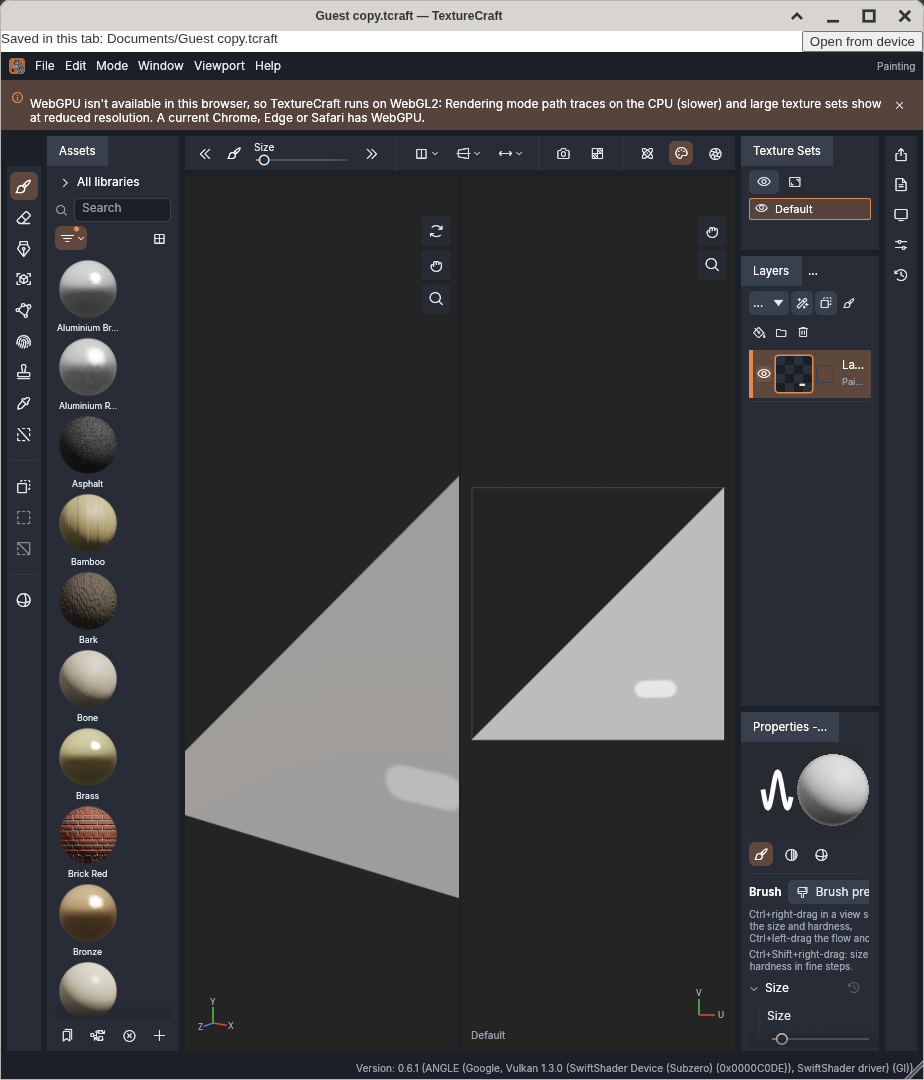 Guest copy.tcraft — TextureCraft
Saved in this tab: Documents/Guest copy.tcraft
Open from device
File Edit Mode Window Viewport Help
Painting
WebGPU isn't available in this browser, so TextureCraft runs on WebGL2: Rendering mode path traces on the CPU (slower) and large texture sets show
at reduced resolution. A current Chrome, Edge or Safari has WebGPU.
Assets
All libraries
Search
Aluminium Br...
Aluminium R...
Asphalt
Bamboo
Bark
Bone
Brass
Brick Red
Bronze
Size
Y
Z
X
V
U
Default
Texture Sets
Default
Layers
...
...
La...
Pai...
Properties -...
Brush
Brush pre
Ctrl+right-drag in a view s
the size and hardness,
Ctrl+left-drag the flow and
Ctrl+Shift+right-drag: size
hardness in fine steps.
Size
Size
Version: 0.6.1 (ANGLE (Google, Vulkan 1.3.0 (SwiftShader Device (Subzero) (0x0000C0DE)), SwiftShader driver) (GI))